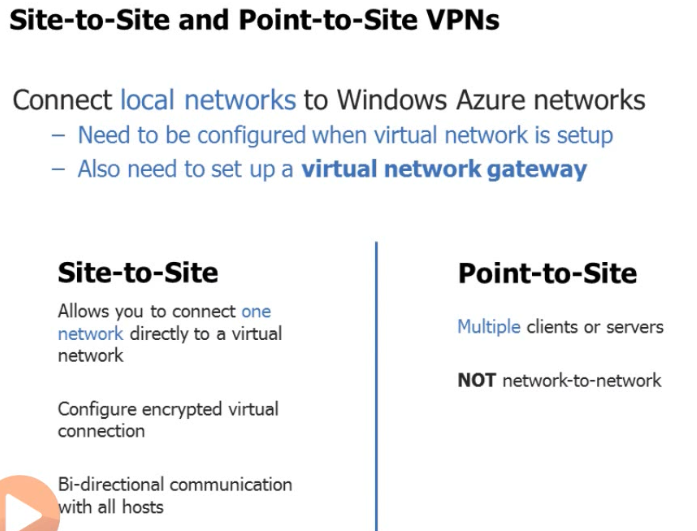 Site-to-Site and Point-to-Site VPNs
Connect local networks to Windows Azure networks
– Need to be configured when virtual network is setup
– Also need to set up a virtual network gateway
Site-to-Site
Allows you to connect one
network directly to a virtual
network
Configure encrypted virtual
connection
Bi-directional communication
with all hosts
Point-to-Site
Multiple clients or servers
NOT network-to-network